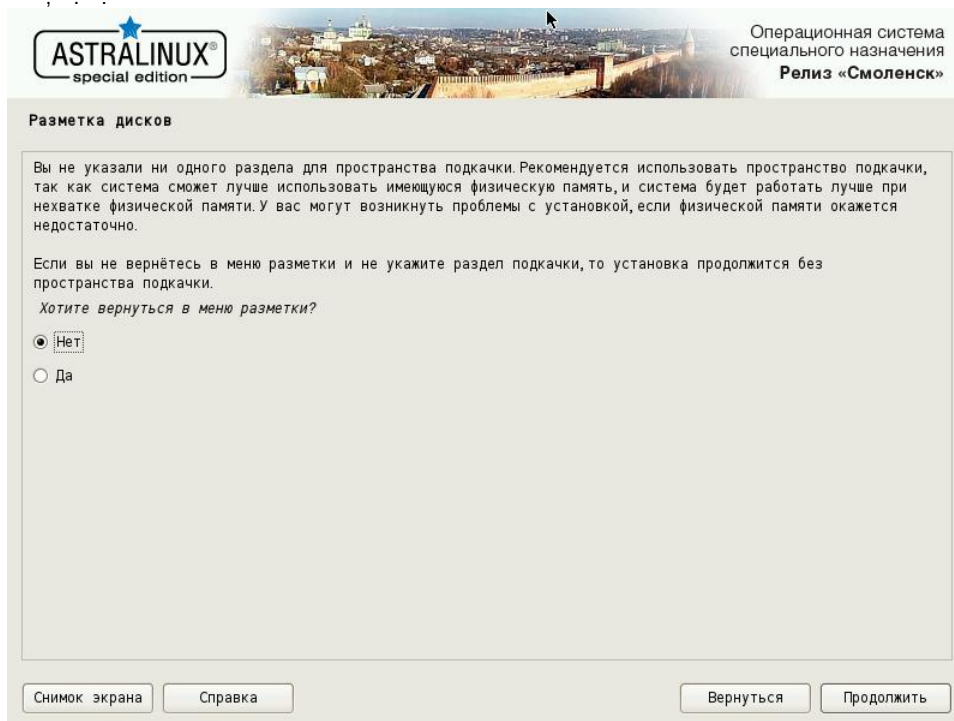 ASTRALINUX®
special edition
Операционная система
специального назначения
Релиз «Смоленск»
Разметка дисков
Вы не указали ни одного раздела для пространства подкачки. Рекомендуется использовать пространство подкачки,
так как система сможет лучше использовать имеющуюся физическую память, и система будет работать лучше при
нехватке физической памяти. У вас могут возникнуть проблемы с установкой, если физической памяти окажется
недостаточно.
Если вы не вернётесь в меню разметки и не укажите раздел подкачки, то установка продолжится без
пространства подкачки.
Хотите вернуться в меню разметки?
Нет
Да
Снимок экрана
Справка
Вернуться
Продолжить